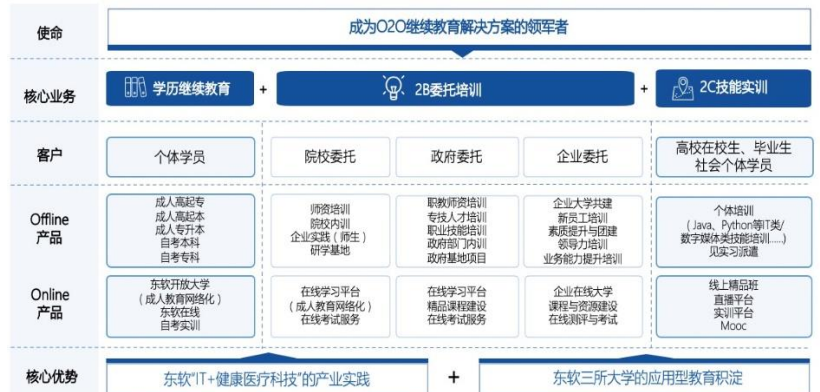 使命
成为O2O继续教育解决方案的领军者
核心业务
学历继续教育
+
2B委托培训
+
2C技能实训
客户
个体学员
院校委托
政府委托
企业委托
高校在校生、毕业生
社会个体学员
Offline
产品
成人高起专
成人高起本
成人专升本
自考本科
自考专科
师资培训
院校内训
企业实践（师生）
研学基地
职教师资培训
专技人才培训
职业技能培训
政府部门内训
政府基地项目
企业大学共建
新员工培训
素质提升与团建
领导力培训
业务能力提升培训
个体培训
（Java、Python等IT类/
数字媒体类技能培训.....）
见实习派遣
Online
产品
东软开放大学
（成人教育网络化）
东软在线
自考实训
在线学习平台
（成人教育网络化）
在线考试服务
在线学习平台
精品课程建设
在线考试服务
企业在线大学
课程与资源建设
在线测评与考试
线上精品班
直播平台
实训平台
Mooc
核心优势
东软“IT+健康医疗科技”的产业实践
+
东软三所大学的应用型教育积淀